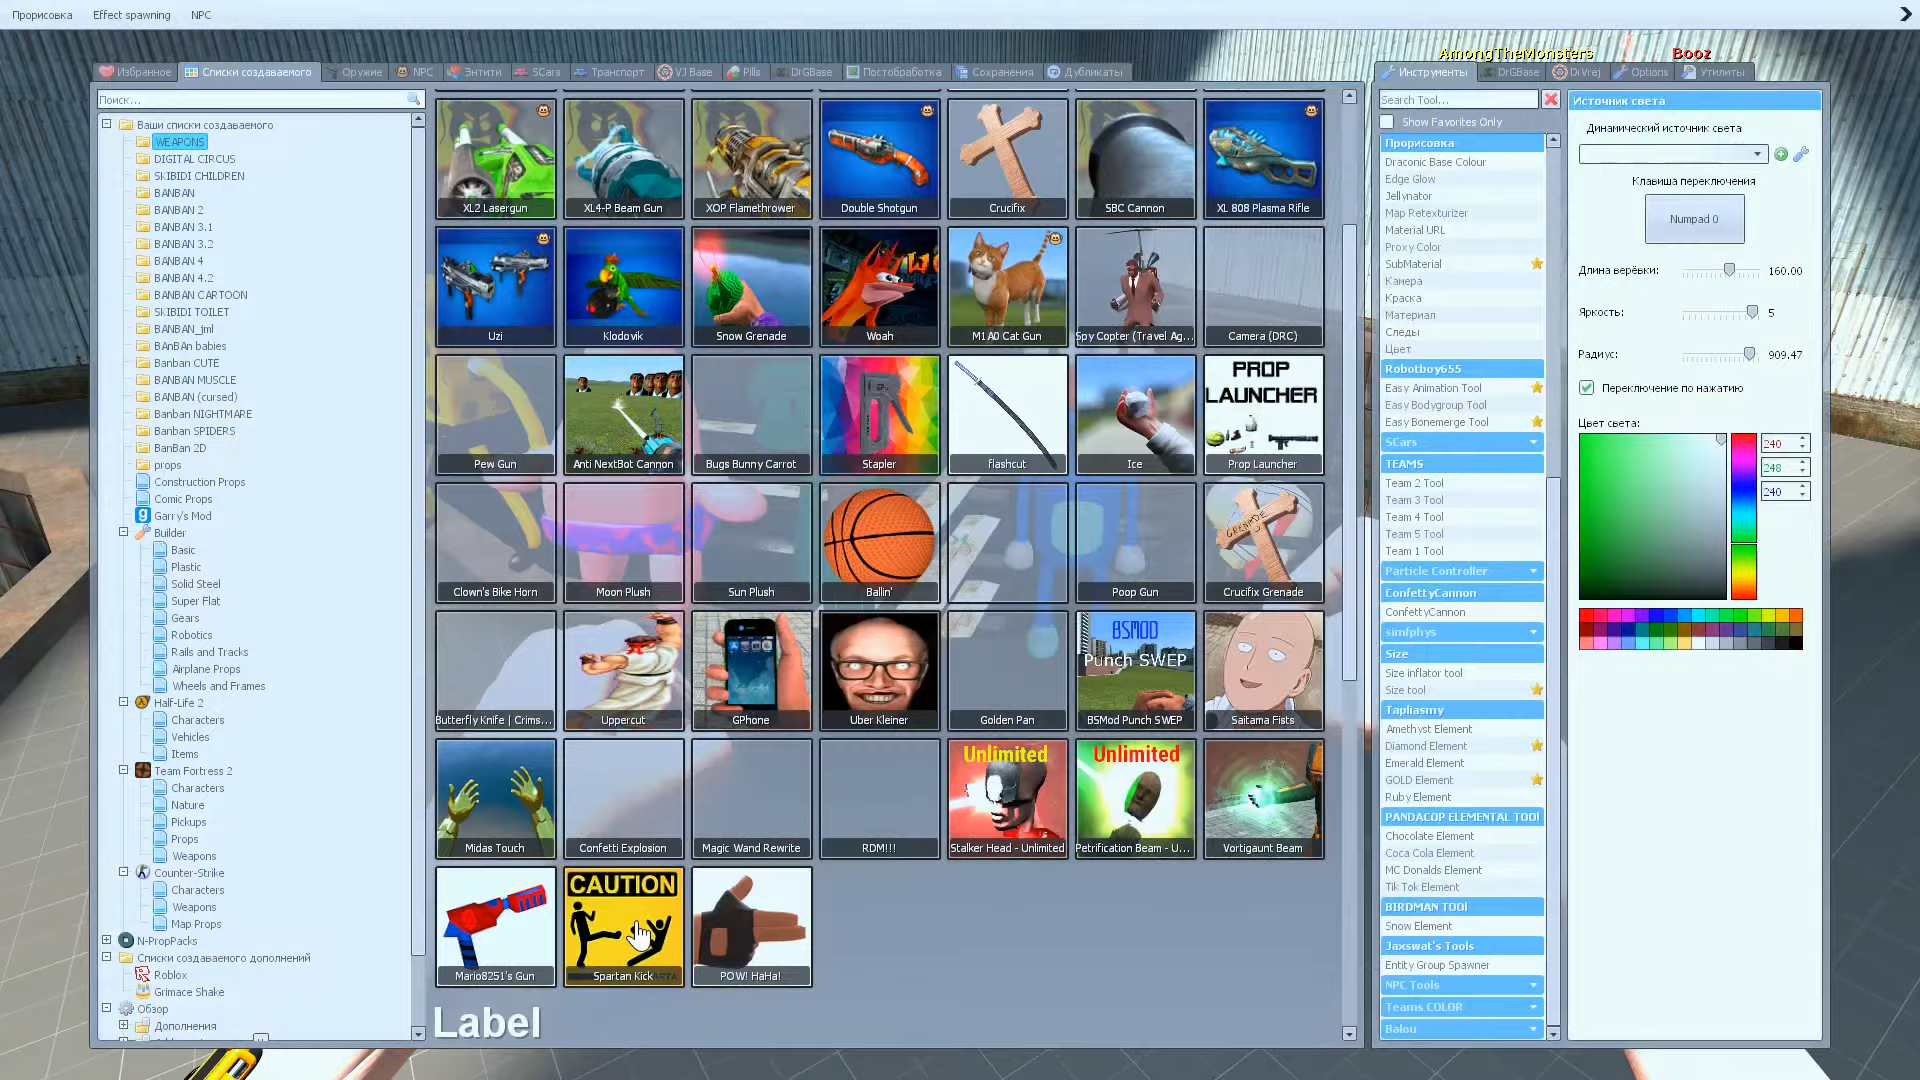 Прорисовка
Effect spawning
NPC
AmongTheMonsters
Booz
Избранное
Списки создаваемого
Оружие
NPC
Энтити
SCars
Транспорт
VJ Base
Pills
DrGBase
Постобработка
Сохранения
Дубликаты
Инструменты
DrGBase
DrVrej
Options
Утилиты
Поиск...
Ваши списки создаваемого
WEAPONS
DIGITAL CIRCUS
SKIBIDI CHILDREN
BANBAN
BANBAN 2
BANBAN 3.1
BANBAN 3.2
BANBAN 4
BANBAN 4.2
BANBAN CARTOON
SKIBIDI TOILET
BANBAN_jml
BAnBAn babies
Banban CUTE
BANBAN MUSCLE
BANBAN (cursed)
Banban NIGHTMARE
Banban SPIDERS
BanBan 2D
props
Construction Props
Comic Props
Garry's Mod
Builder
Basic
Plastic
Solid Steel
Super Flat
Gears
Robotics
Rails and Tracks
Airplane Props
Wheels and Frames
Half-Life 2
Characters
Vehicles
Items
Team Fortress 2
Characters
Nature
Pickups
Props
Weapons
Counter-Strike
Characters
Weapons
Map Props
N-PropPacks
Списки создаваемого дополнений
Roblox
Grimace Shake
Обзор
Дополнения
XL2 Lasergun
XL4-P Beam Gun
XOP Flamethrower
Double Shotgun
Crucifix
SBC Cannon
XL 808 Plasma Rifle
Uzi
Klodovik
Snow Grenade
Woah
M1A0 Cat Gun
Spy Copter (Travel Ag...
Camera (DRC)
Pew Gun
Anti NextBot Cannon
Bugs Bunny Carrot
Stapler
flashcut
Ice
PROP
LAUNCHER
Prop Launcher
Clown's Bike Horn
Moon Plush
Sun Plush
Ballin'
Poop Gun
GRENADE
Crucifix Grenade
Butterfly Knife | Crims...
Uppercut
GPhone
Uber Kleiner
Golden Pan
BSMOD
Punch SWEP
BSMod Punch SWEP
Saitama Fists
Midas Touch
Confetti Explosion
Magic Wand Rewrite
RDM!!!
Unlimited
Stalker Head - Unlimited
Unlimited
Petrification Beam - U...
Vortigaunt Beam
Mario8251's Gun
CAUTION
Spartan Kick
POW! HaHa!
Label
Search Tool...
Show Favorites Only
Прорисовка
Draconic Base Colour
Edge Glow
Jellynator
Map Retexturizer
Material URL
Proxy Color
SubMaterial
Камера
Краска
Материал
Следы
Цвет
Robotboy655
Easy Animation Tool
Easy Bodygroup Tool
Easy Bonemerge Tool
SCars
TEAMS
Team 2 Tool
Team 3 Tool
Team 4 Tool
Team 5 Tool
Team 1 Tool
Particle Controller
ConfettyCannon
ConfettyCannon
simfphys
Size
Size inflator tool
Size tool
Tapliasmy
Amethyst Element
Diamond Element
Emerald Element
GOLD Element
Ruby Element
PANDACOP ELEMENTAL TOOl
Chocolate Element
Coca Cola Element
MC Donalds Element
Tik Tok Element
BIRDMAN TOOl
Snow Element
Jaxswat's Tools
Entity Group Spawner
NPC Tools
Teams COLOR
Balou
Источник света
Динамический источник света
Клавиша переключения
Numpad 0
Длина верёвки:
160.00
Яркость:
5
Радиус:
909.47
Переключение по нажатию
Цвет света:
240
248
240